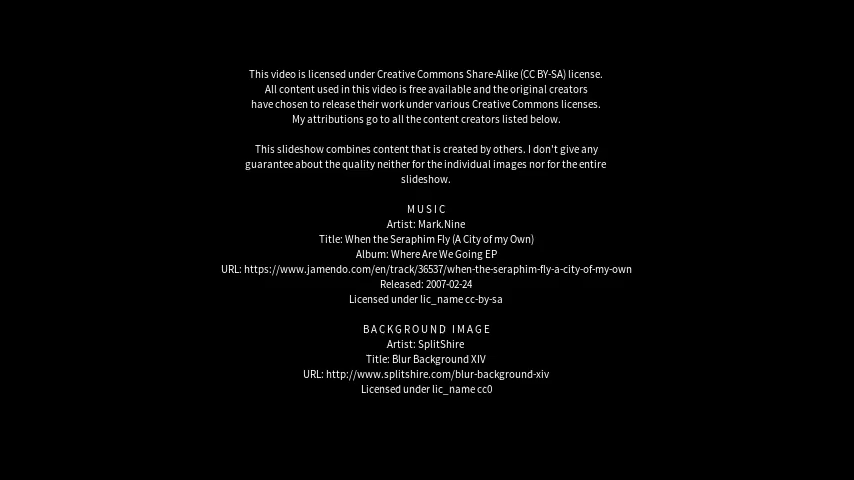 This video is licensed under Creative Commons Share-Alike (CC BY-SA) license.
All content used in this video is free available and the original creators
have chosen to release their work under various Creative Commons licenses.
My attributions go to all the content creators listed below.
This slideshow combines content that is created by others. I don't give any
guarantee about the quality neither for the individual images nor for the entire
slideshow.
M U S I C
Artist: Mark.Nine
Title: When the Seraphim Fly (A City of my Own)
Album: Where Are We Going EP
URL: https://www.jamendo.com/en/track/36537/when-the-seraphim-fly-a-city-of-my-own
Released: 2007-02-24
Licensed under lic_name cc-by-sa
B A C K G R O U N D   I M A G E
Artist: SplitShire
Title: Blur Background XIV
URL: http://www.splitshire.com/blur-background-xiv
Licensed under lic_name cc0